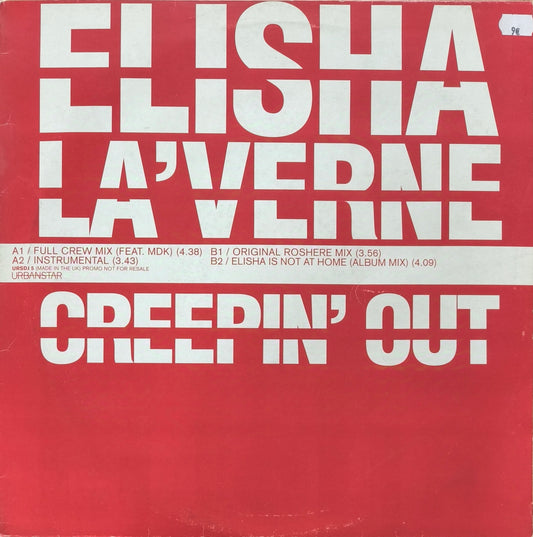 ELISHA
LA'VERNE
A1 / FULL CREW MIX (FEAT. MDK) (4.38) B1 / ORIGINAL ROSHERE MIX (3.56)
A2 / INSTRUMENTAL (3.43) B2 / ELISHA IS NOT AT HOME (ALBUM MIX) (4.09)
URSDJ 5 (MADE IN THE UK) PROMO NOT FOR RESALE
URBANSTAR
CREEPIN' OUT